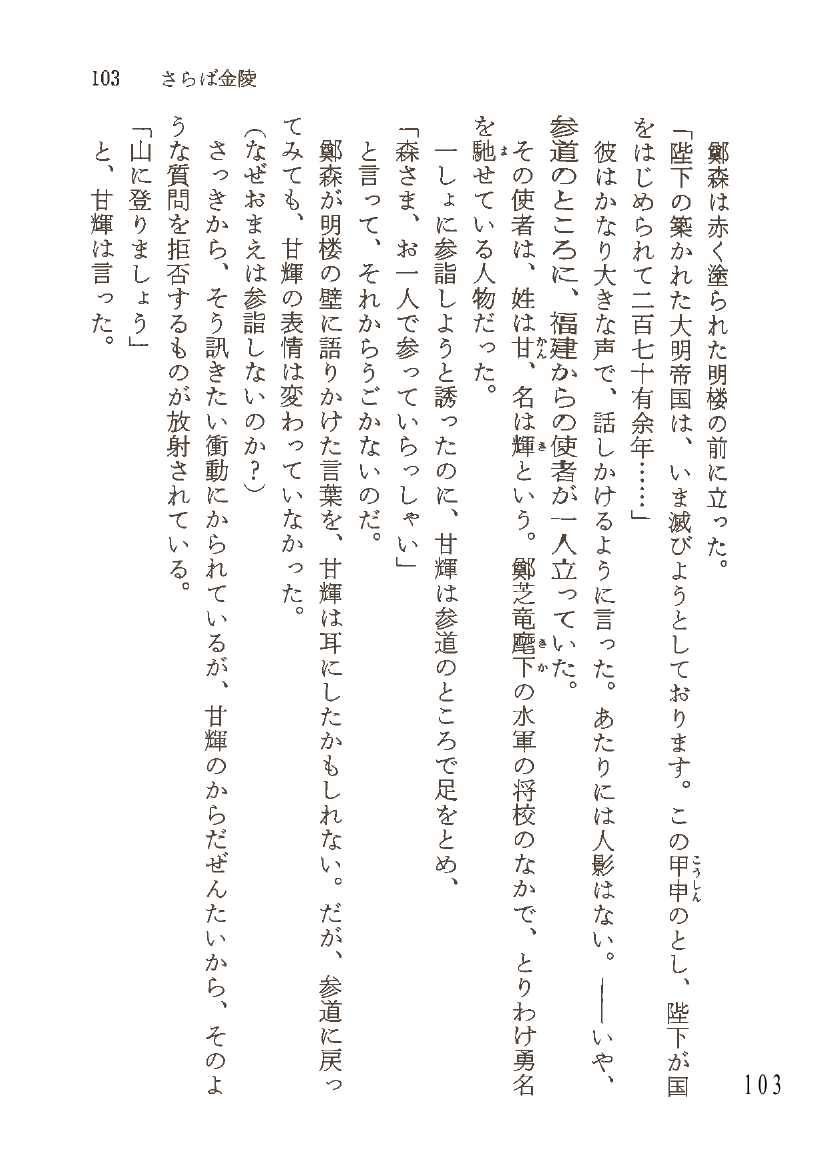 103 さらば金陵
鄭森は赤く塗られた明楼の前に立った。
「陛下の築かれた大明帝国は、いま滅びようとしております。この甲申のとし、陛下が国
をはじめられて二百七十有余年……」
彼はかなり大きな声で、話しかけるように言った。あたりには人影はない。――いや、
参道のところに、福建からの使者が一人立っていた。
その使者は、姓は甘、名は輝という。鄭芝竜麾下の水軍の将校のなかで、とりわけ勇名
を馳せている人物だった。
一しょに参詣しようと誘ったのに、甘輝は参道のところで足をとめ、
「森さま、お一人で参っていらっしゃい」
と言って、それからうごかないのだ。
鄭森が明楼の壁に語りかけた言葉を、甘輝は耳にしたかもしれない。だが、参道に戻っ
てみても、甘輝の表情は変わっていなかった。
(なぜおまえは参詣しないのか?)
さっきから、そう訊きたい衝動にかられているが、甘輝のからだぜんたいから、そのよ
うな質問を拒否するものが放射されている。
「山に登りましょう」
と、甘輝は言った。
103